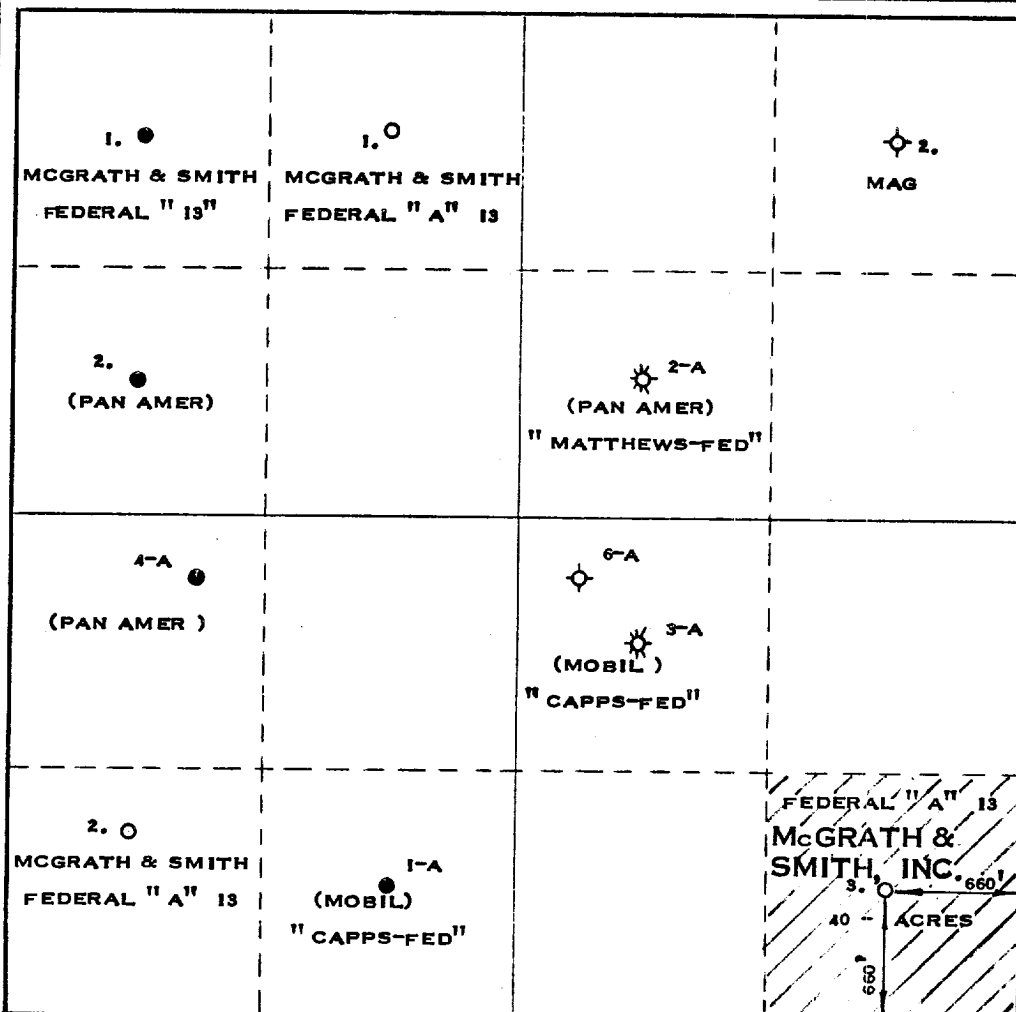 1.
MCGRATH & SMITH
FEDERAL " 13"
1.
MCGRATH & SMITH
FEDERAL " A" 13
2.
MAG
2.
(PAN AMER)
2-A
(PAN AMER)
" MATTHEWS-FED"
4-A
(PAN AMER )
6-A
3-A
(MOBIL )
" CAPPS-FED"
2.
MCGRATH & SMITH
FEDERAL " A" 13
1-A
(MOBIL)
" CAPPS-FED"
FEDERAL " A" 13
McGRATH &
SMITH, INC.
3.
660'
40 - ACRES
660'